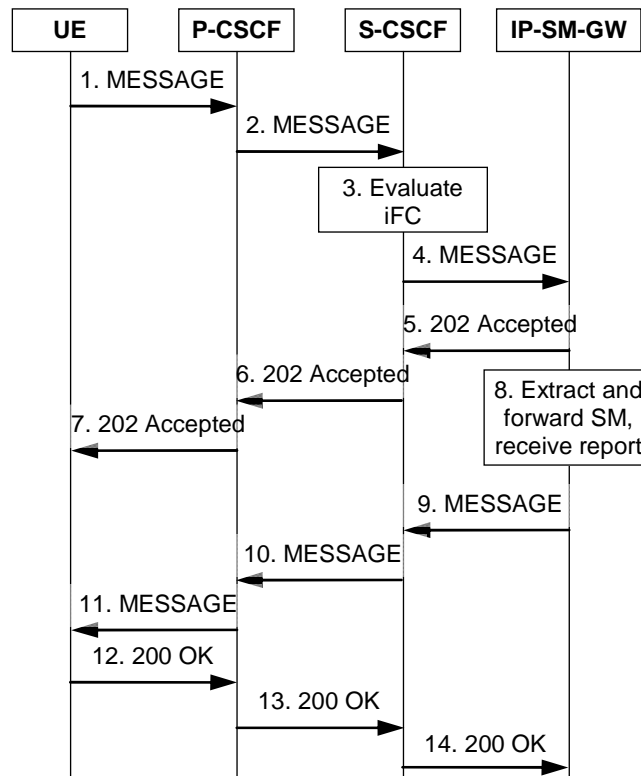 UE
P-CSCF
S-CSCF
IP-SM-GW
1. MESSAGE
2. MESSAGE
3. Evaluate
iFC
4. MESSAGE
5. 202 Accepted
6. 202 Accepted
7. 202 Accepted
8. Extract and
forward SM,
receive report
9. MESSAGE
10. MESSAGE
11. MESSAGE
12. 200 OK
13. 200 OK
14. 200 OK